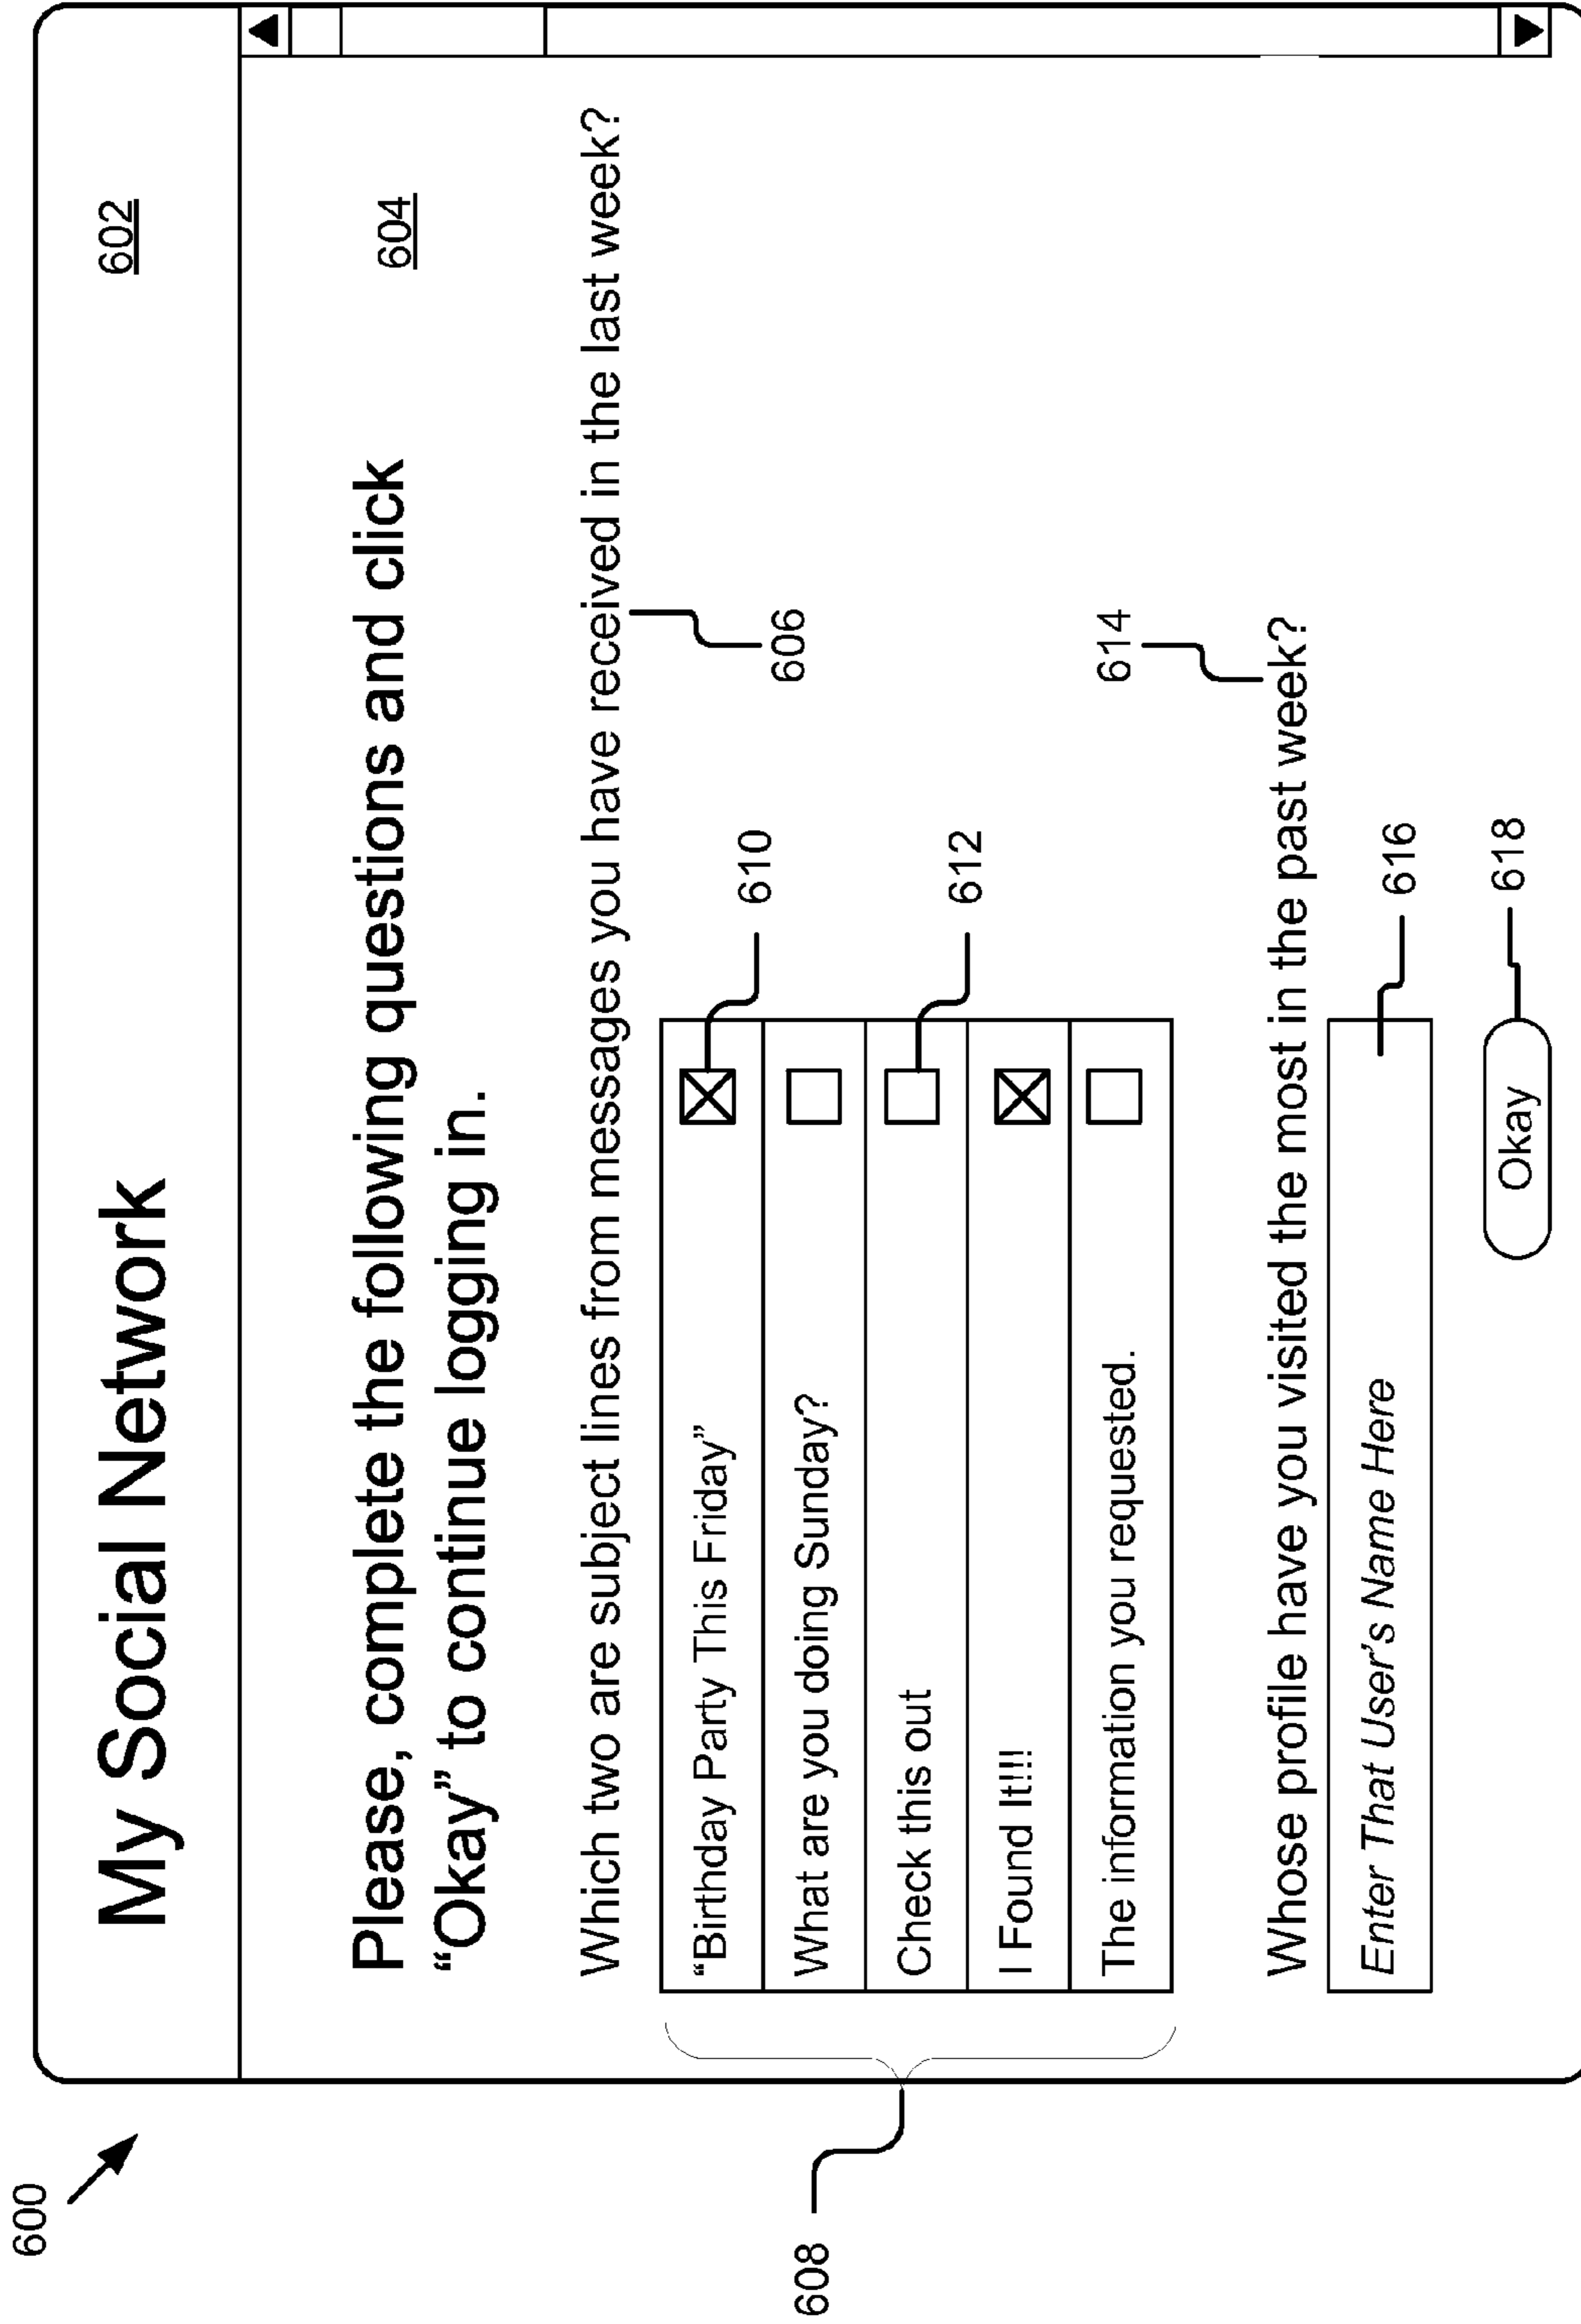 600
My Social Network
602
Please, complete the following questions and click
“Okay” to continue logging in.
604
Which two are subject lines from messages you have received in the last week?
606
608
“Birthday Party This Friday”
610
What are you doing Sunday?
Check this out
612
I Found It!!!
The information you requested.
614
Whose profile have you visited the most in the past week?
Enter That User’s Name Here
616
Okay
618